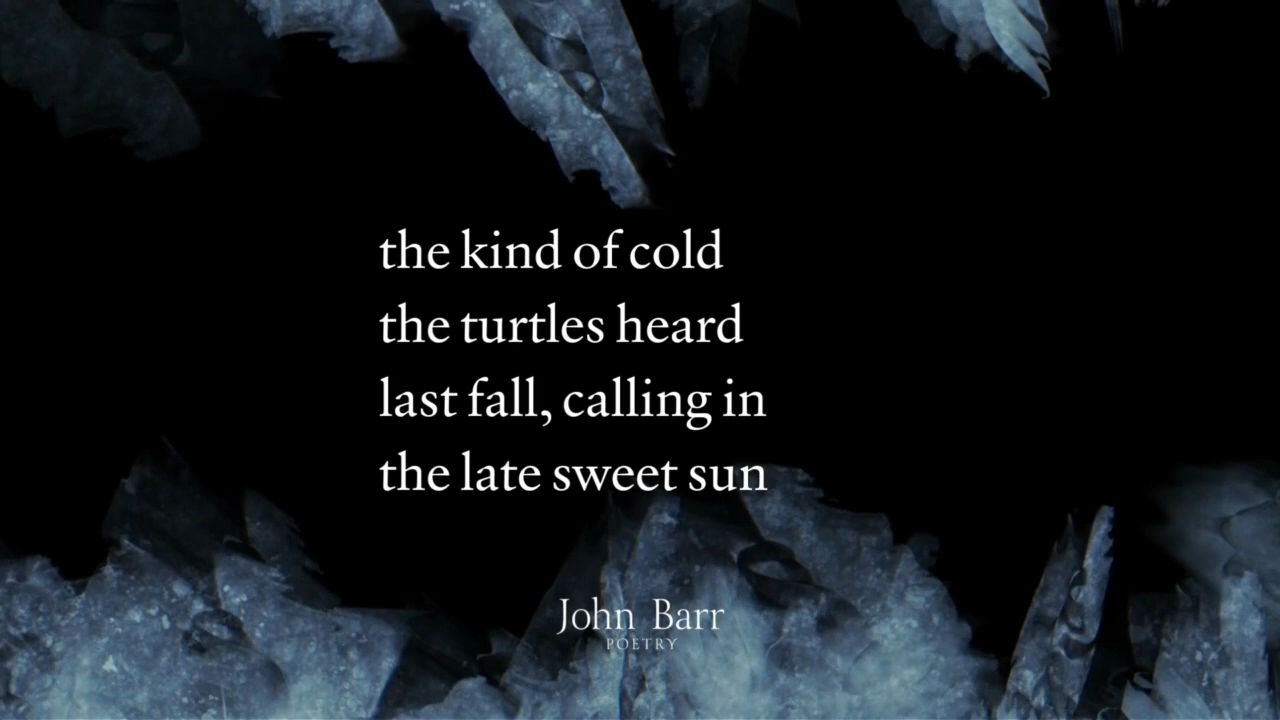 the kind of cold
the turtles heard
last fall, calling in
the late sweet sun
John Barr
POETRY